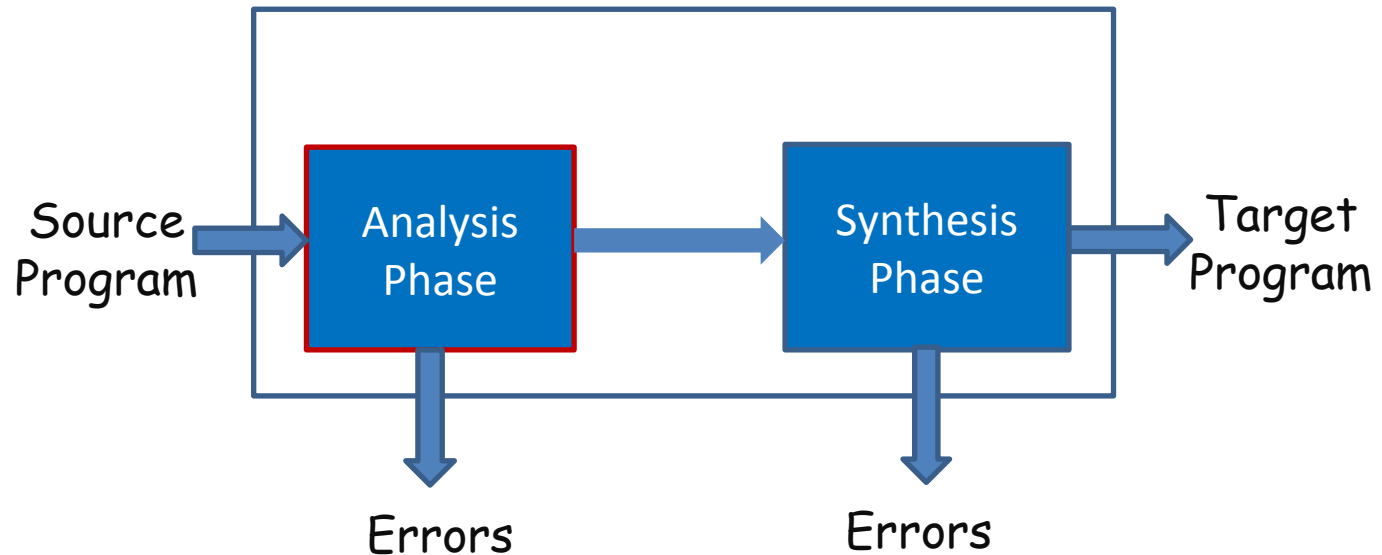 Source
Program
Analysis
Phase
Synthesis
Phase
Target
Program
Errors
Errors